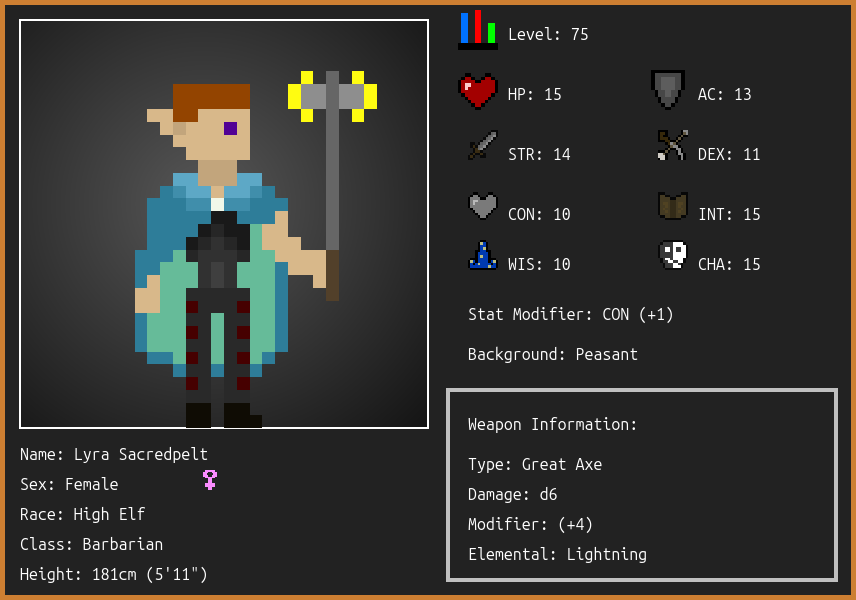 Level: 75
HP: 15
AC: 13
STR: 14
DEX: 11
CON: 10
INT: 15
WIS: 10
CHA: 15
Stat Modifier: CON (+1)
Background: Peasant
Weapon Information:
Type: Great Axe
Damage: d6
Modifier: (+4)
Elemental: Lightning
Name: Lyra Sacredpelt
Sex: Female
Race: High Elf
Class: Barbarian
Height: 181cm (5'11")